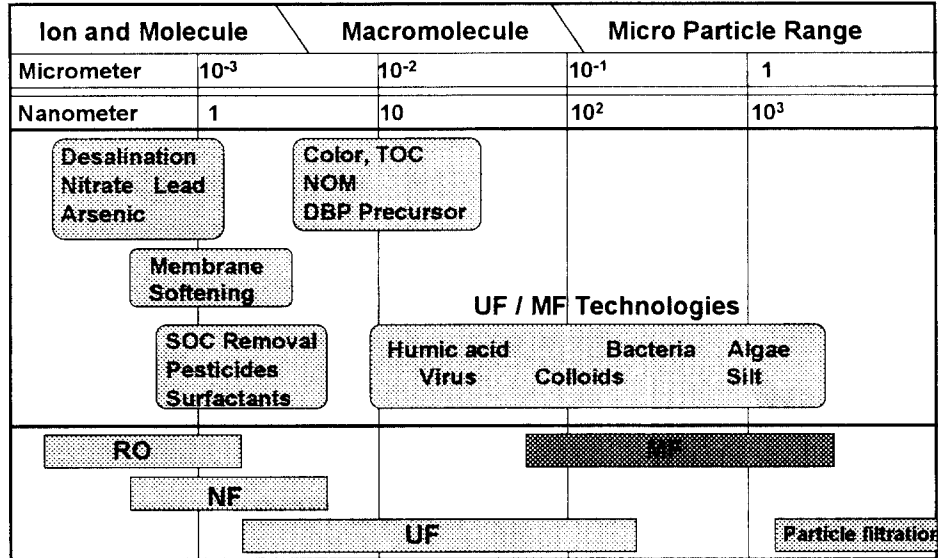 Ion and Molecule Macromolecule Micro Particle Range
Micrometer 10⁻³ 10⁻² 10⁻¹ 1
Nanometer 1 10 10² 10³
Desalination
Nitrate Lead
Arsenic
Color, TOC
NOM
DBP Precursor
Membrane
Softening
UF / MF Technologies
SOC Removal
Pesticides
Surfactants
Humic acid Bacteria Algae
Virus Colloids Silt
RO MF
NF
UF Particle filtration